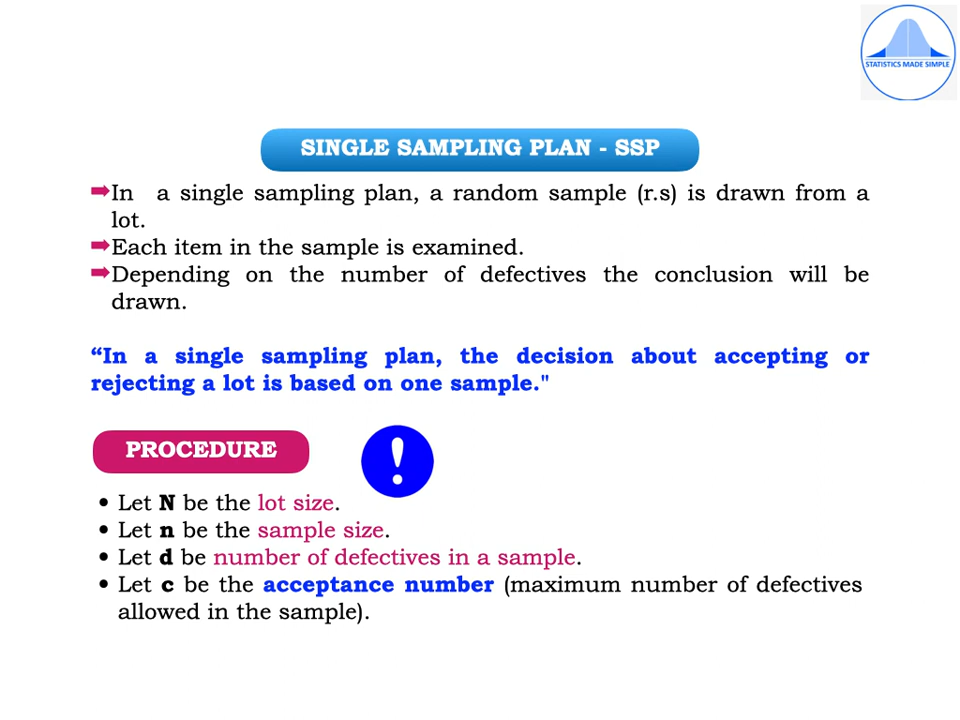 STATISTICS MADE SIMPLE
SINGLE SAMPLING PLAN - SSP
➡In a single sampling plan, a random sample (r.s) is drawn from a
lot.
➡Each item in the sample is examined.
➡Depending on the number of defectives the conclusion will be
drawn.
“In a single sampling plan, the decision about accepting or
rejecting a lot is based on one sample."
PROCEDURE
!
• Let N be the lot size.
• Let n be the sample size.
• Let d be number of defectives in a sample.
• Let c be the acceptance number (maximum number of defectives
allowed in the sample).